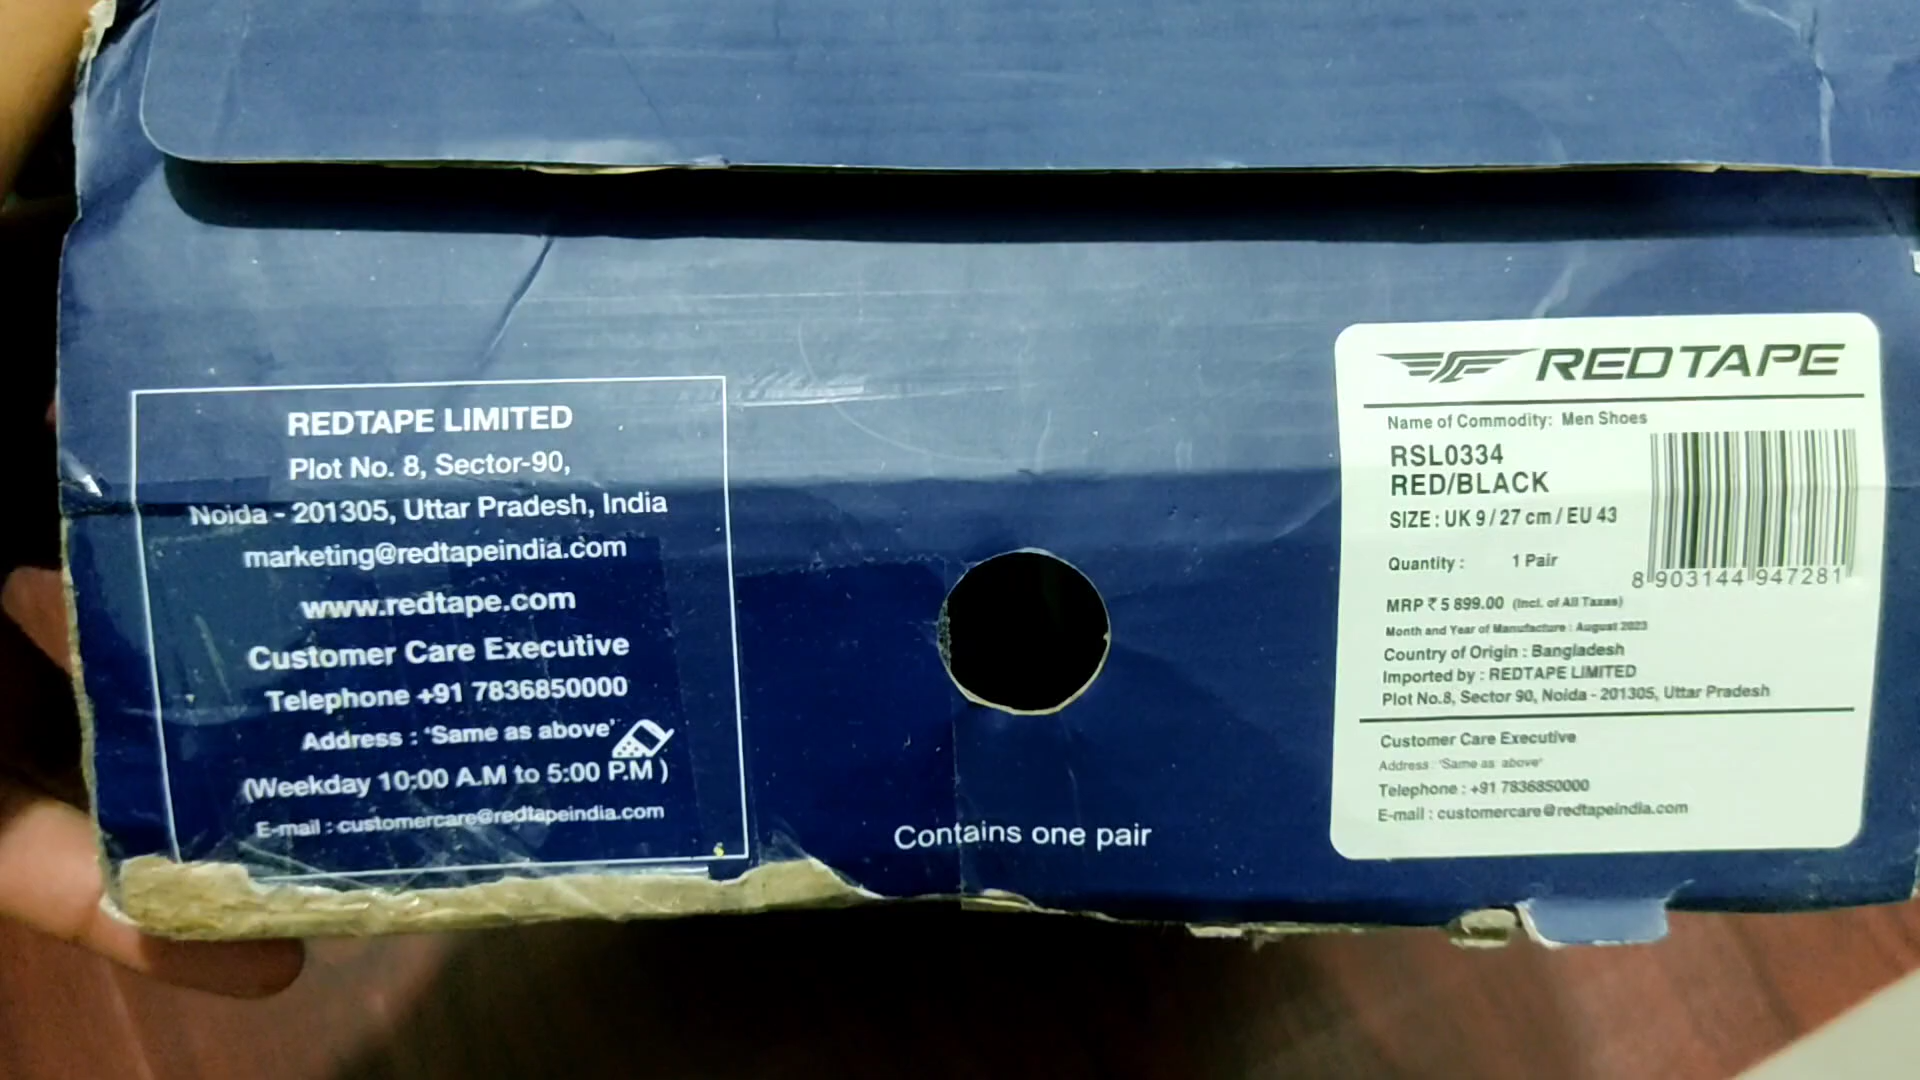 REDTAPE LIMITED
Plot No. 8, Sector-90,
Noida - 201305, Uttar Pradesh, India
marketing@redtapeindia.com
www.redtape.com
Customer Care Executive
Telephone +91 7836850000
Address : 'Same as above'
(Weekday 10:00 A.M to 5:00 P.M )
E-mail : customercare@redtapeindia.com
Contains one pair
REDTAPE
Name of Commodity: Men Shoes
RSL0334
RED/BLACK
SIZE : UK 9 / 27 cm / EU 43
Quantity : 1 Pair
8 903144 947281
MRP ₹ 5 899.00 (Incl. of All Taxes)
Month and Year of Manufacture : August 2023
Country of Origin : Bangladesh
Imported by : REDTAPE LIMITED
Plot No.8, Sector 90, Noida - 201305, Uttar Pradesh
Customer Care Executive
Address : 'Same as above'
Telephone : +91 7836850000
E-mail : customercare@redtapeindia.com